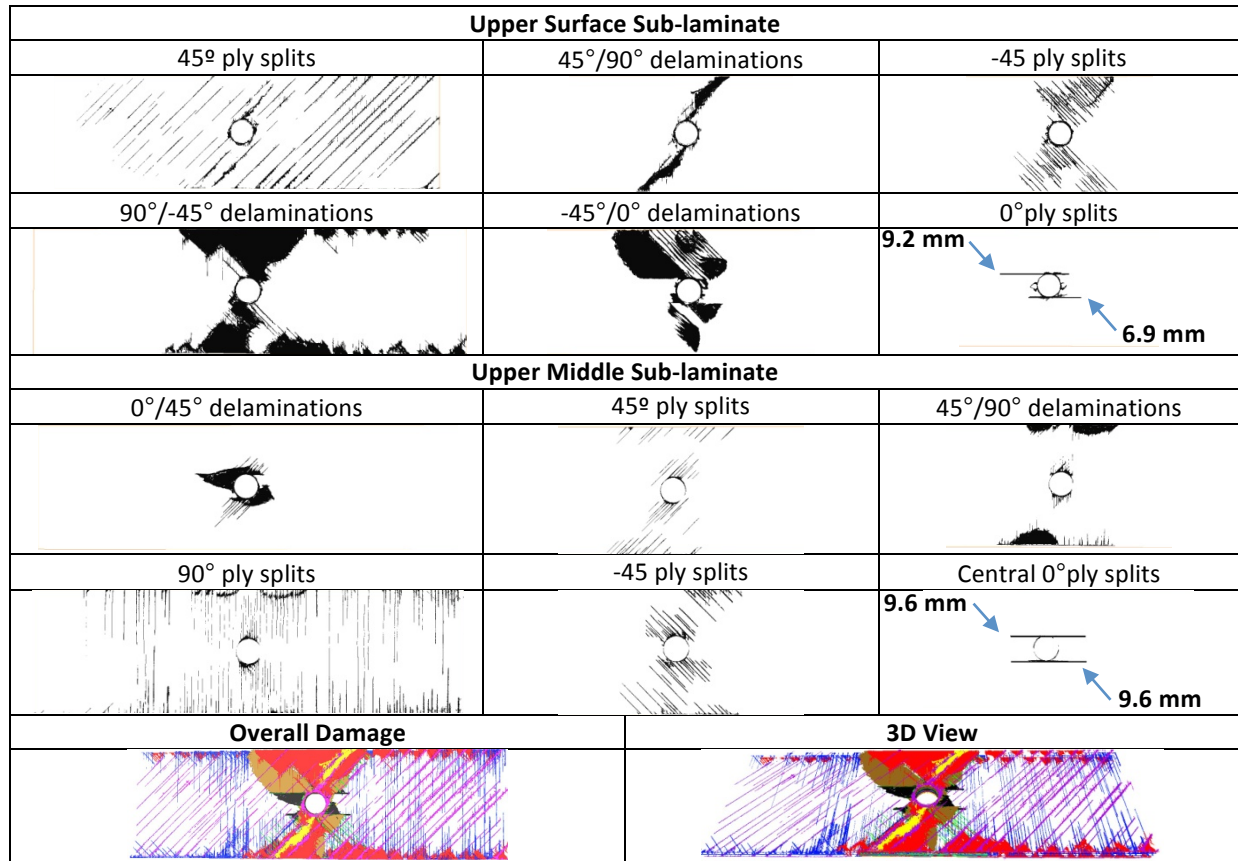 Upper Surface Sub-laminate
45º ply splits
45°/90° delaminations
-45 ply splits
90°/-45° delaminations
-45°/0° delaminations
0°ply splits
9.2 mm
6.9 mm
Upper Middle Sub-laminate
0°/45° delaminations
45º ply splits
45°/90° delaminations
90° ply splits
-45 ply splits
Central 0°ply splits
9.6 mm
9.6 mm
Overall Damage
3D View